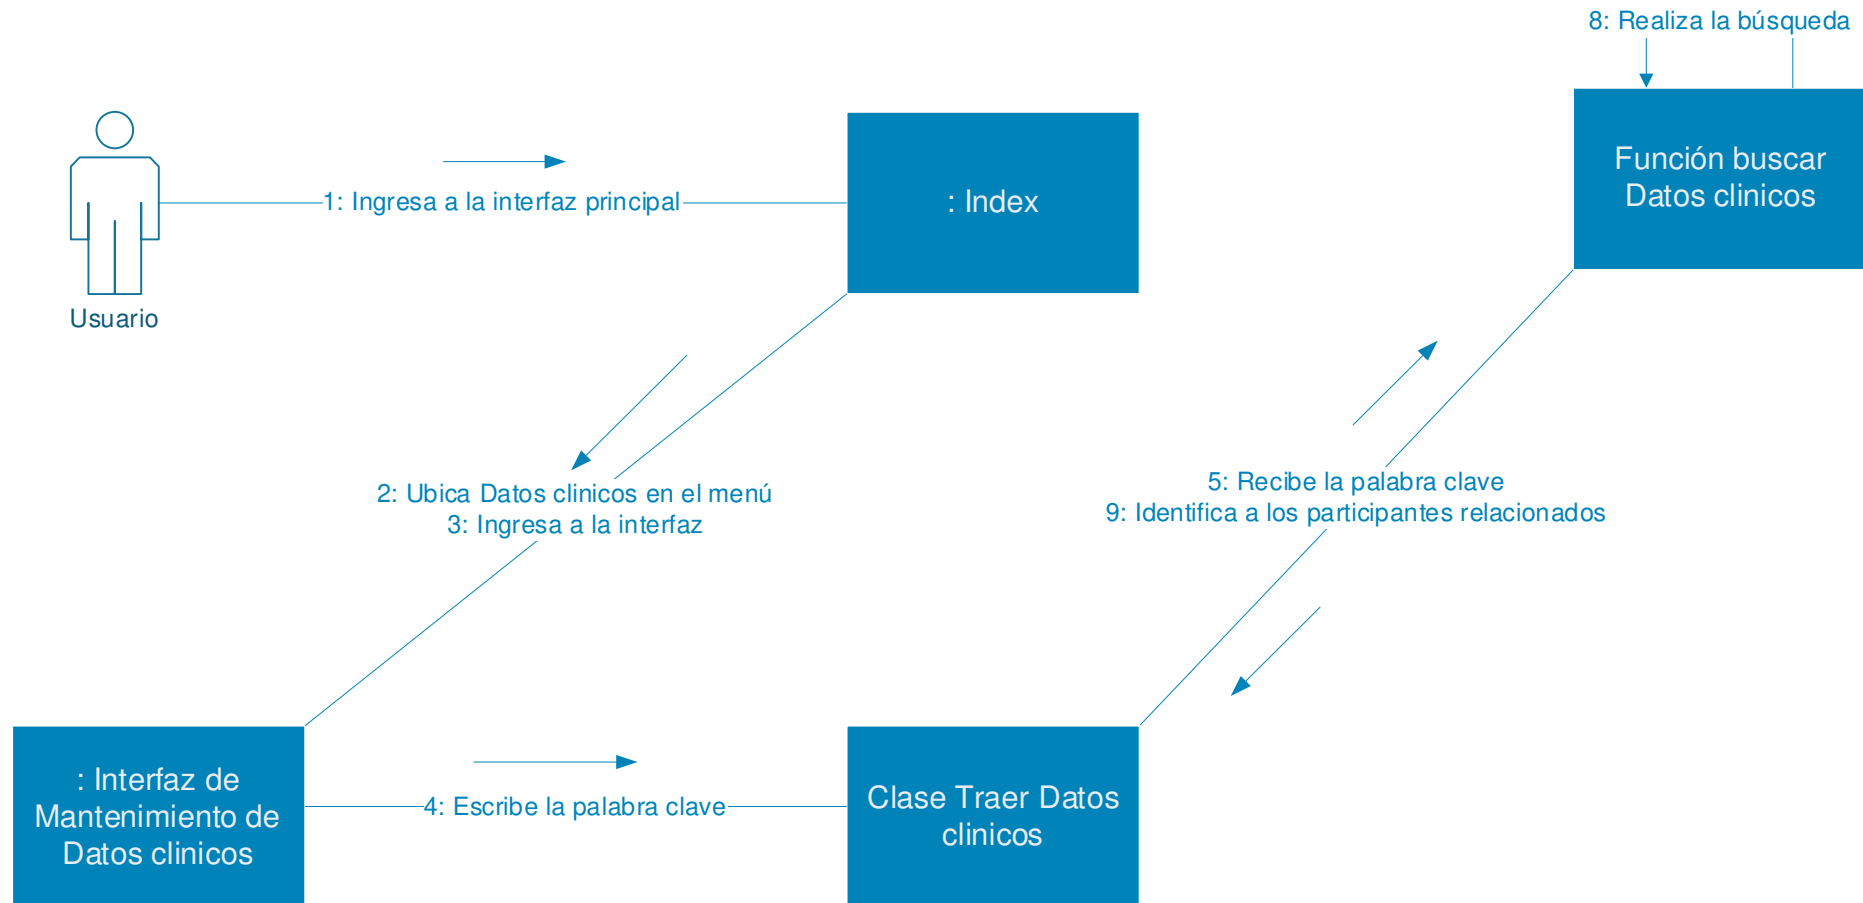 8: Realiza la búsqueda
Función buscar
Datos clinicos
1: Ingresa a la interfaz principal
: Index
Usuario
2: Ubica Datos clinicos en el menú
3: Ingresa a la interfaz
5: Recibe la palabra clave
9: Identifica a los participantes relacionados
: Interfaz de
Mantenimiento de
Datos clinicos
4: Escribe la palabra clave
Clase Traer Datos
clinicos